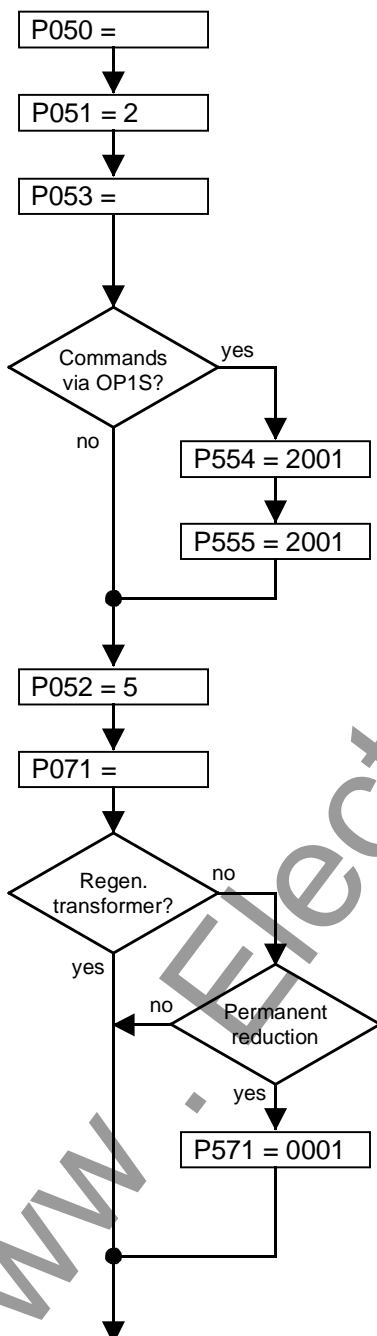 P050 =
P051 = 2
P053 =
Commands
via OP1S?
yes
no
P554 = 2001
P555 = 2001
P052 = 5
P071 =
Regen.
transformer?
no
yes
Permanent
reduction
no
yes
P571 = 0001